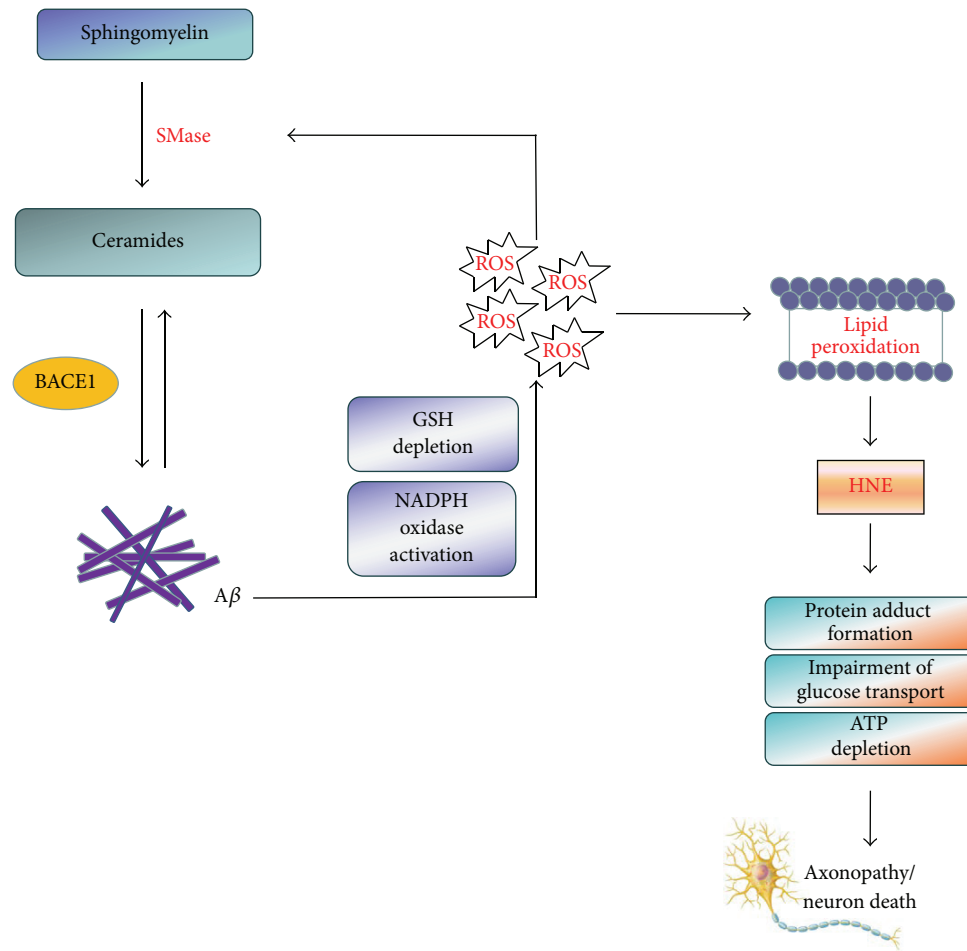 Sphingomyelin
SMase
Ceramides
BACE1
Aβ
GSH
depletion
NADPH
oxidase
activation
ROS
ROS
ROS
ROS
Lipid
peroxidation
HNE
Protein adduct
formation
Impairment of
glucose transport
ATP
depletion
Axonopathy/
neuron death